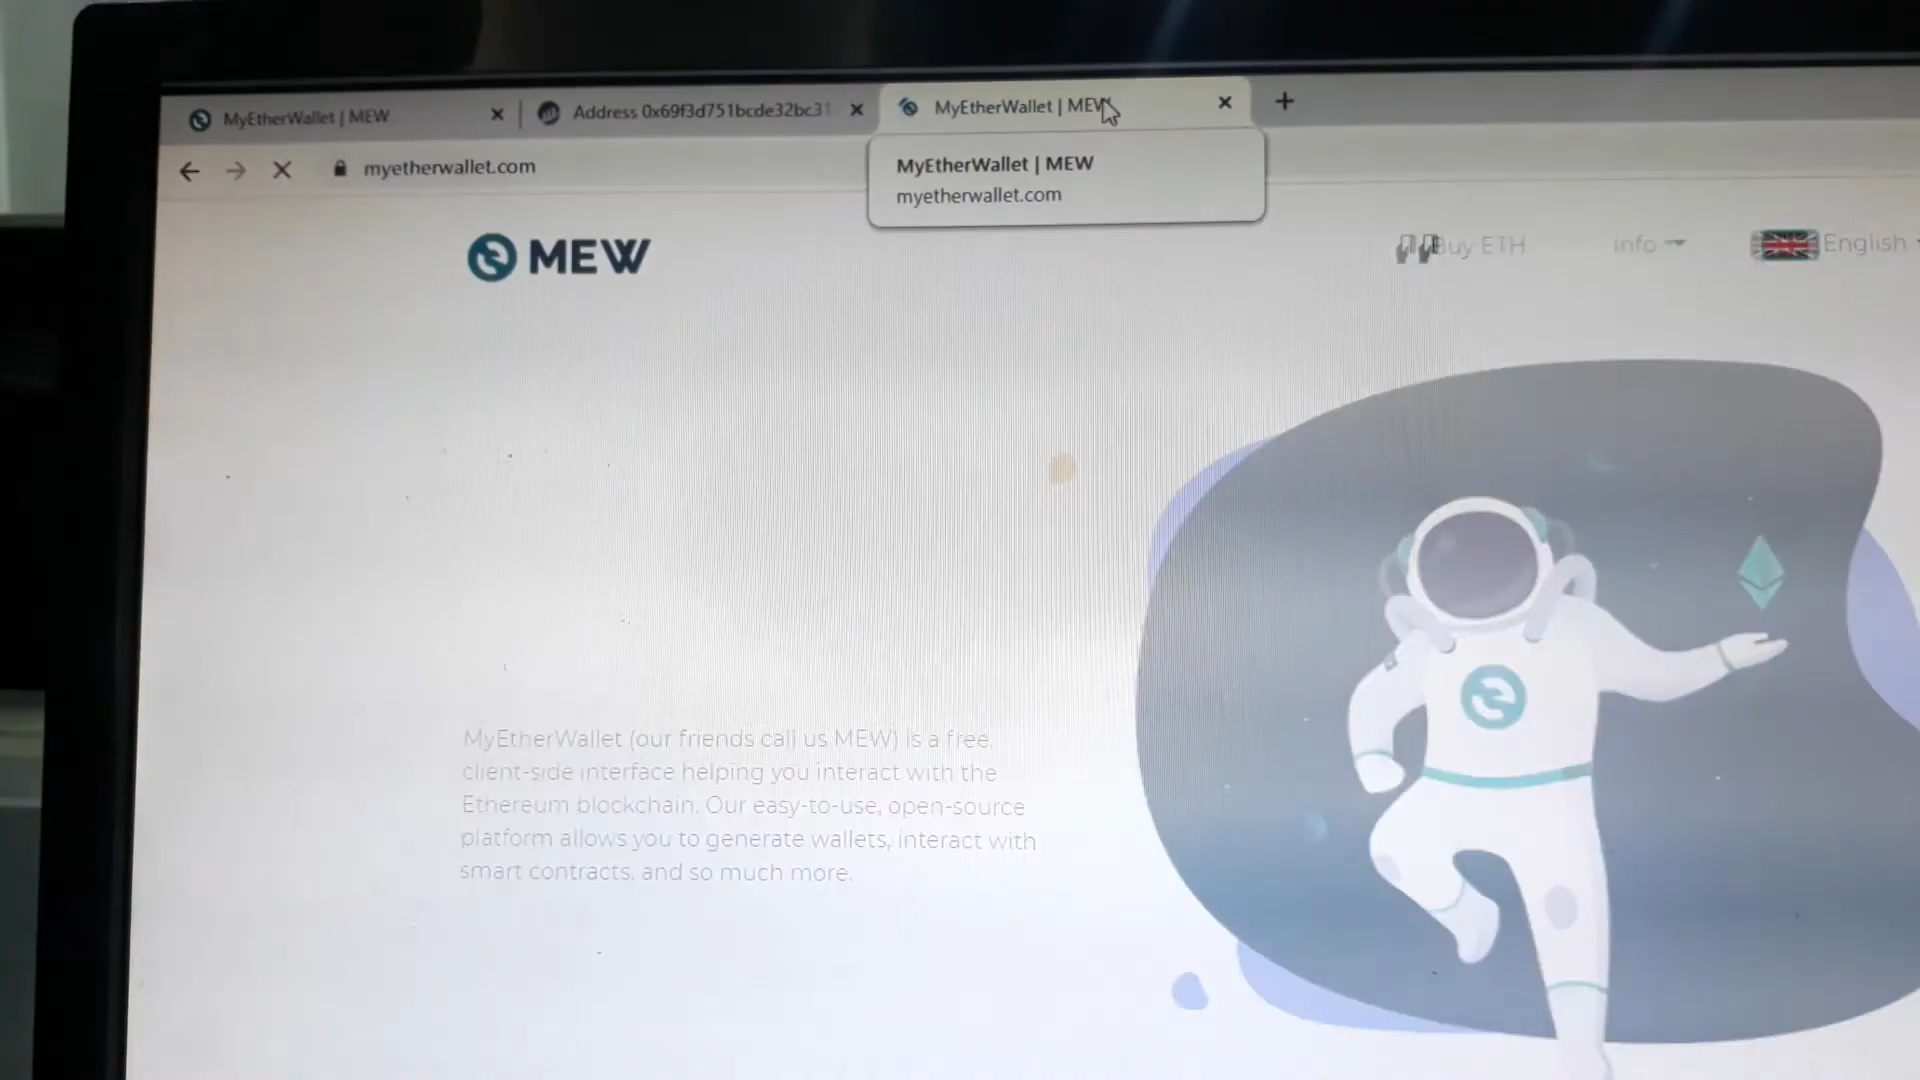 MyEtherWallet | MEW
Address 0x69f3d751bcde32bc31
MyEtherWallet | MEW
myetherwallet.com
MyEtherWallet | MEW
myetherwallet.com
MEW
Buy ETH
Info
English
MyEtherWallet (our friends call us MEW) is a free,
client-side interface helping you interact with the
Ethereum blockchain. Our easy-to-use, open-source
platform allows you to generate wallets, interact with
smart contracts, and so much more.